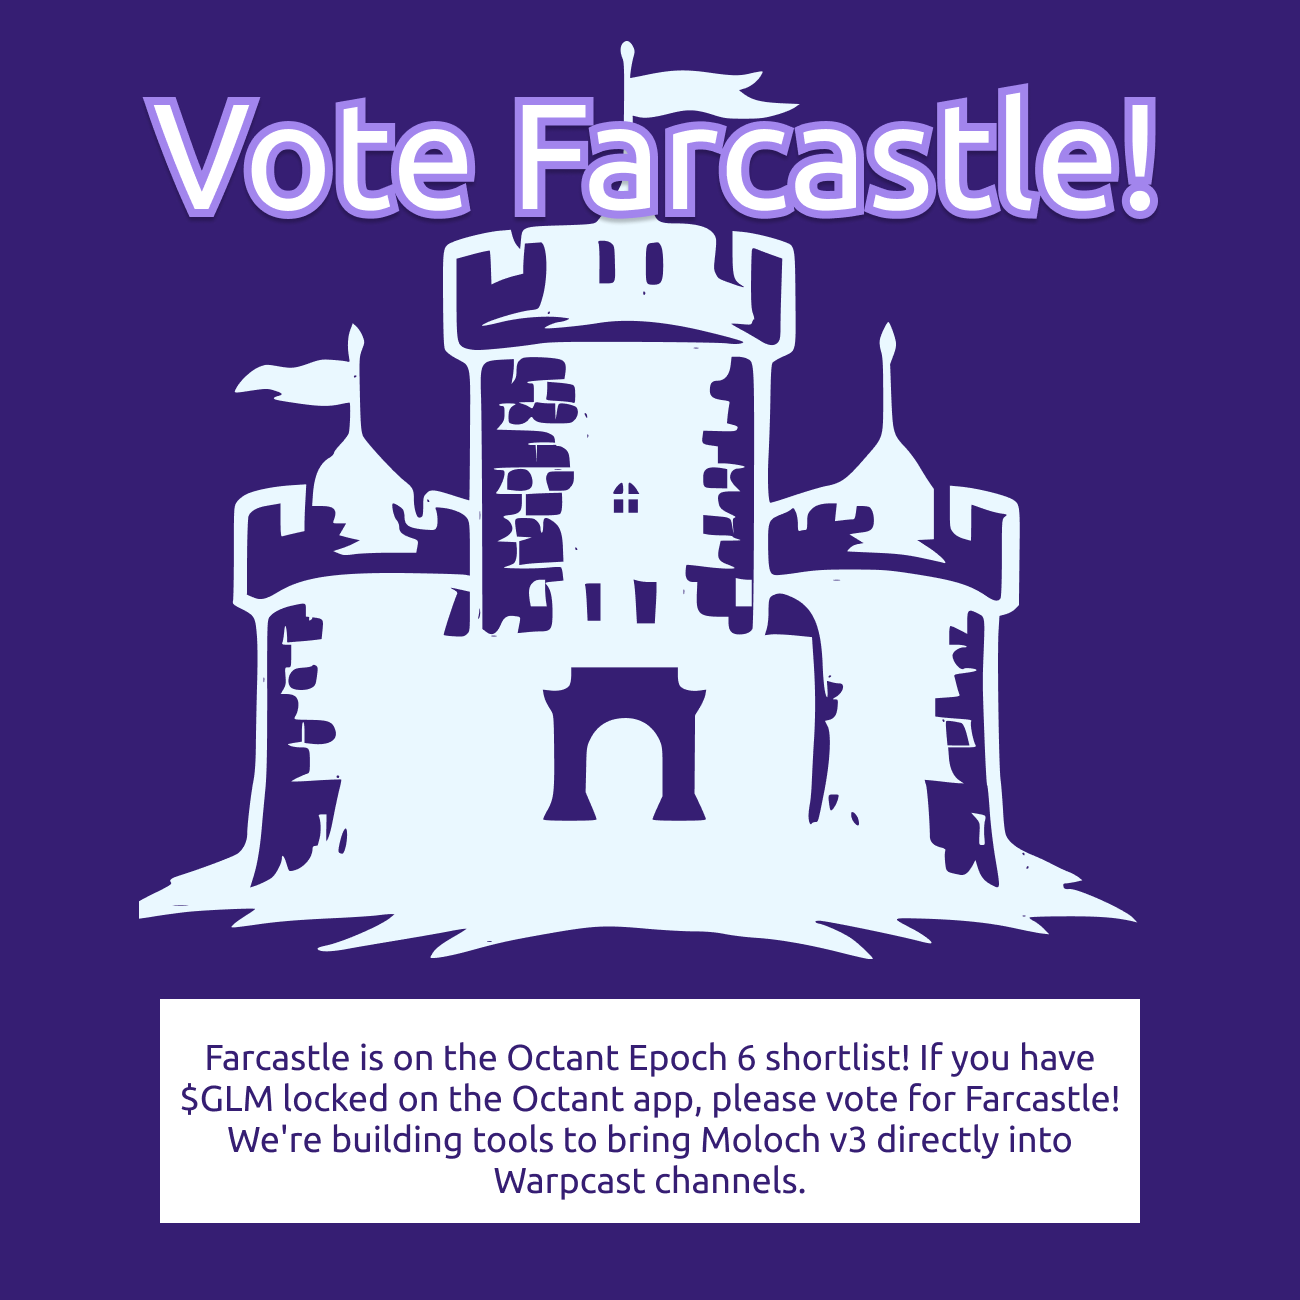 Vote Farcastle!
Farcastle is on the Octant Epoch 6 shortlist! If you have
$GLM locked on the Octant app, please vote for Farcastle!
We're building tools to bring Moloch v3 directly into
Warpcast channels.